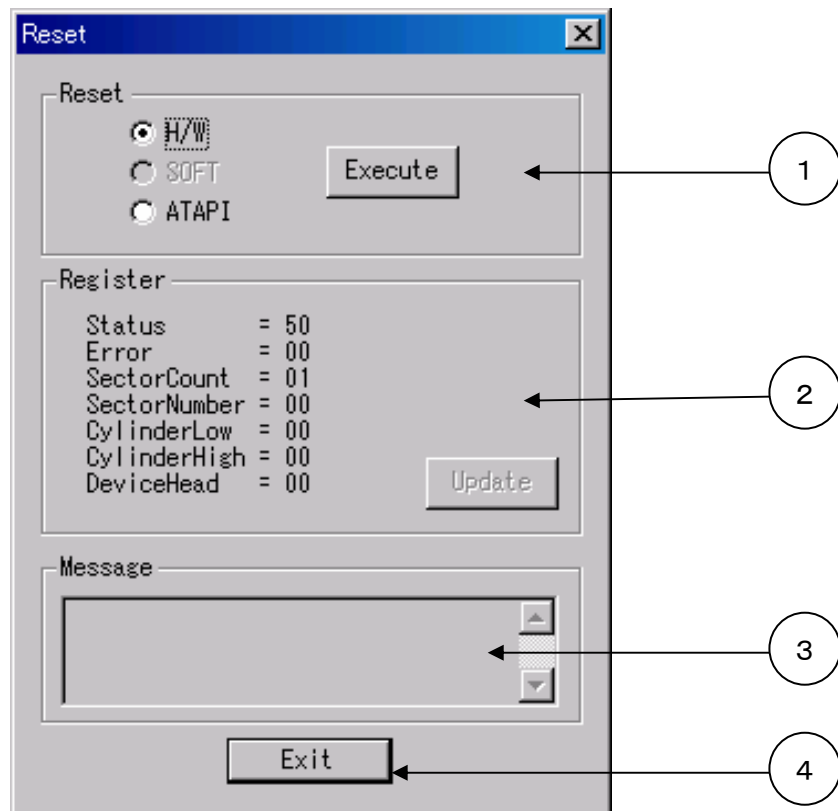 Reset
Reset
H/W
SOFT
ATAPI
Execute
1
Register
Status = 50
Error = 00
SectorCount = 01
SectorNumber = 00
CylinderLow = 00
CylinderHigh = 00
DeviceHead = 00
Update
2
Message
3
Exit
4